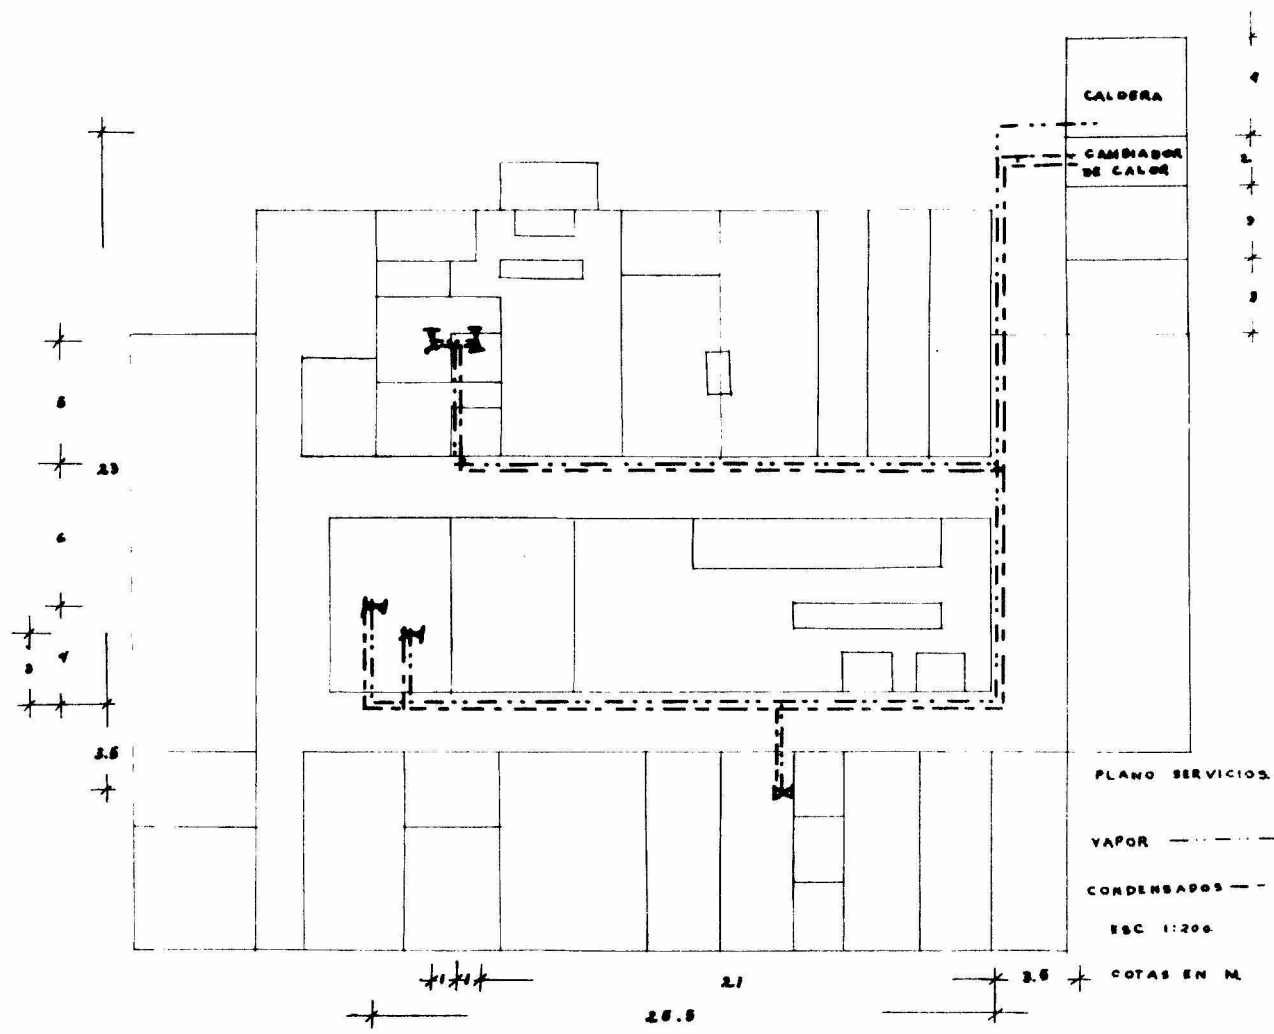 CALDERA
4
CAMBIADOR
DE CALOR
2
3
3
5
23
6
3
4
3.5
PLANO SERVICIOS.
VAPOR
CONDENSADOS
ESC 1:200
COTAS EN M.
1
1
21
3.5
25.5